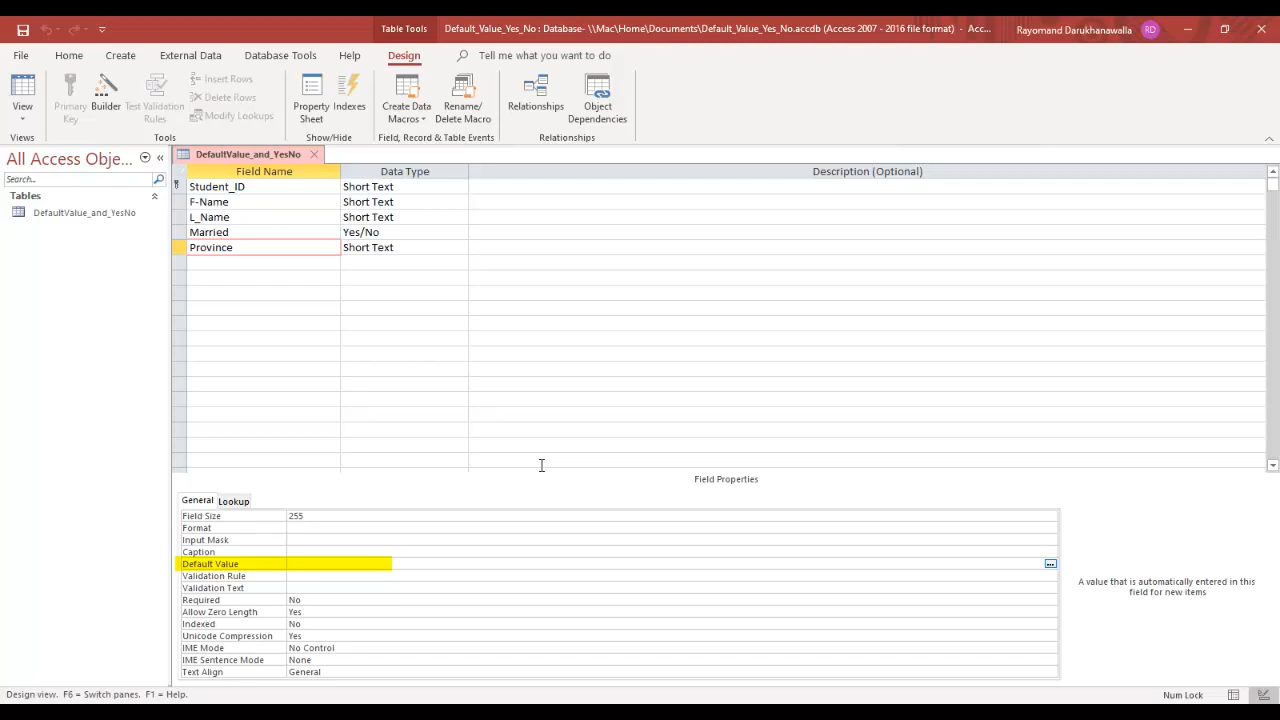 Table Tools
Default_Value_Yes_No : Database- \\Mac\Home\Documents\Default_Value_Yes_No.accdb (Access 2007 - 2016 file format) - Acc...
Rayomand Darukhanawalla RD
File Home Create External Data Database Tools Help Design Tell me what you want to do
View
Primary Key
Builder
Test Validation Rules
Insert Rows
Delete Rows
Modify Lookups
Property Sheet
Indexes
Create Data Macros
Rename/ Delete Macro
Relationships
Object Dependencies
Views Tools Show/Hide Field, Record & Table Events Relationships
All Access Obje...
Search...
Tables
DefaultValue_and_YesNo
DefaultValue_and_YesNo
Field Name Data Type Description (Optional)
Student_ID Short Text
F-Name Short Text
L_Name Short Text
Married Yes/No
Province Short Text
Field Properties
General Lookup
Field Size 255
Format
Input Mask
Caption
Default Value ...
Validation Rule
Validation Text
Required No
Allow Zero Length Yes
Indexed No
Unicode Compression Yes
IME Mode No Control
IME Sentence Mode None
Text Align General
A value that is automatically entered in this
field for new items
Design view. F6 = Switch panes. F1 = Help.
Num Lock